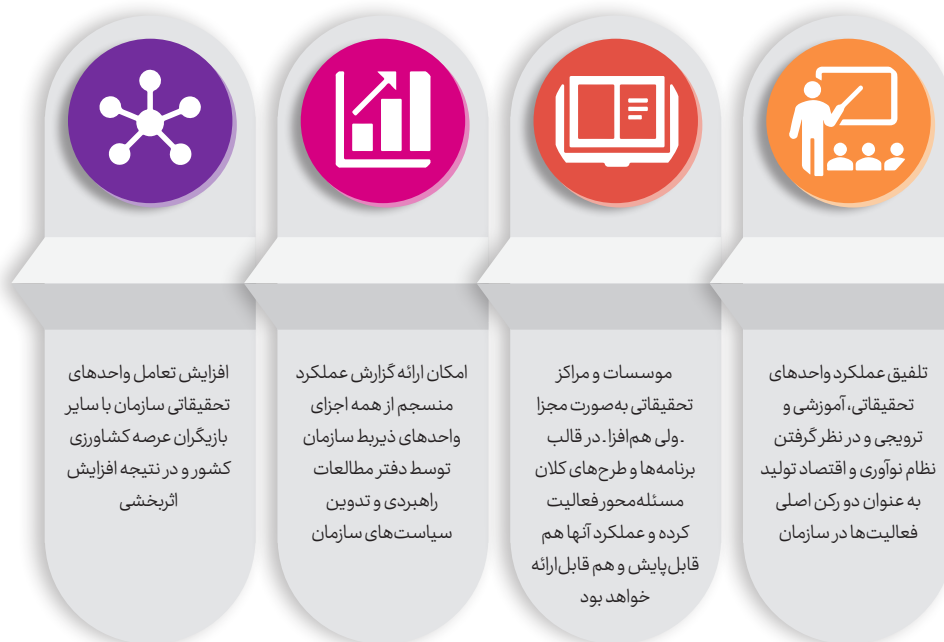 تلفیق عملکرد واحدهای
تحقیقاتی، آموزشی و
ترویجی و در نظر گرفتن
نظام نوآوری و اقتصاد تولید
به عنوان دو رکن اصلی
فعالیت‌ها در سازمان
موسسات و مراکز
تحقیقاتی به‌صورت مجزا
ـ ولی هم‌افزا ـ در قالب
برنامه‌ها و طرح‌های کلان
مسئله‌محور فعالیت
کرده و عملکرد آنها هم
قابل‌پایش و هم قابل‌ارائه
خواهد بود
امکان ارائه گزارش عملکرد
منسجم از همه اجزای
واحدهای ذیربط سازمان
توسط دفتر مطالعات
راهبردی و تدوین
سیاست‌های سازمان
افزایش تعامل واحدهای
تحقیقاتی سازمان با سایر
بازیگران عرصه کشاورزی
کشور و در نتیجه افزایش
اثربخشی